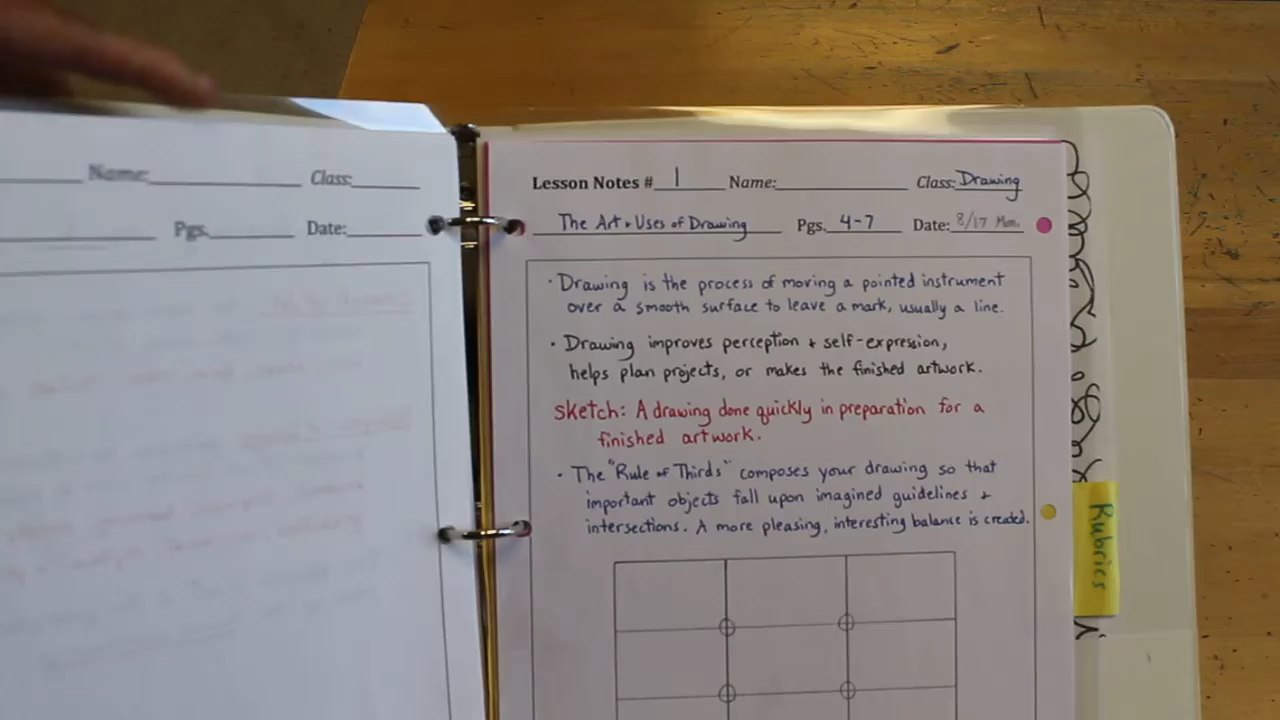 Name: Class:
Pgs. Date:
Lesson Notes # 1 Name: Class: Drawing
The Art + Uses of Drawing Pgs. 4-7 Date: 8/17 Mon.
· Drawing is the process of moving a pointed instrument
over a smooth surface to leave a mark, usually a line.
· Drawing improves perception + self-expression,
helps plan projects, or makes the finished artwork.
sketch: A drawing done quickly in preparation for a
finished artwork.
· The "Rule of Thirds" composes your drawing so that
important objects fall upon imagined guidelines +
intersections. A more pleasing, interesting balance is created.
Rubrics